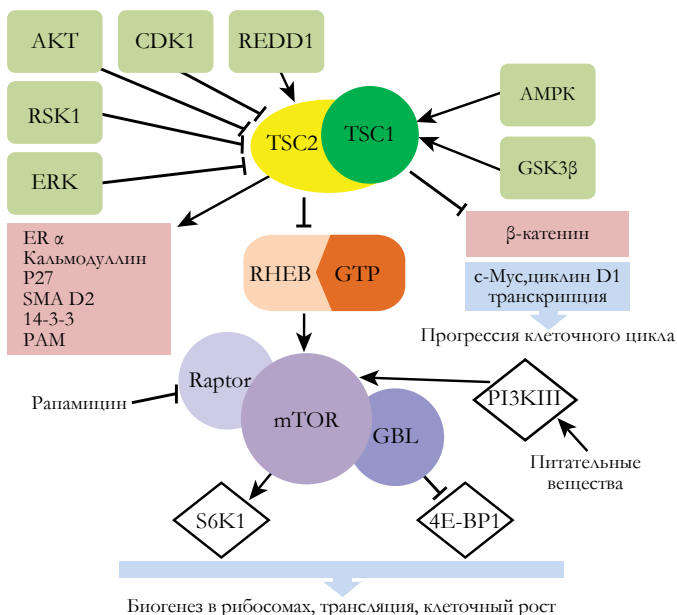 AKT
CDK1
REDD1
RSK1
ERK
AMPK
GSK3β
TSC2
TSC1
ER α
Кальмодуллин
P27
SMA D2
14-3-3
PAM
β-катенин
c-Myc,циклин D1
транскрипция
Прогрессия клеточного цикла
RHEB
GTP
Рапамицин
Raptor
mTOR
GBL
PI3KIII
Питательные
вещества
S6K1
4E-BP1
Биогенез в рибосомах, трансляция, клеточный рост